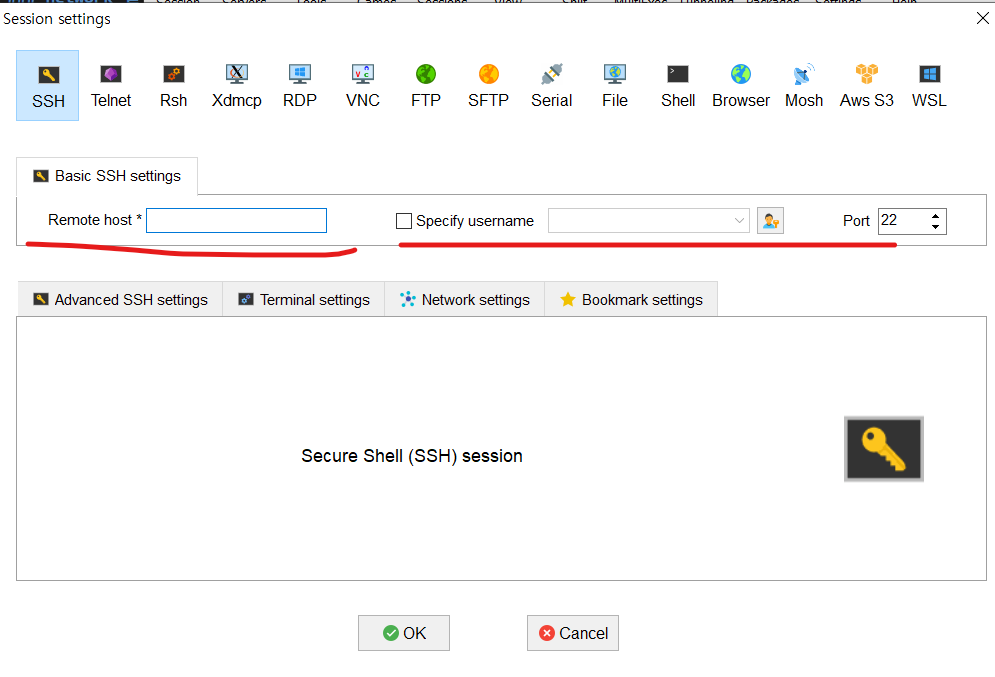 Session settings
SSH Telnet Rsh Xdmcp RDP VNC FTP SFTP Serial File Shell Browser Mosh Aws S3 WSL
Basic SSH settings
Remote host * Specify username Port 22
Advanced SSH settings Terminal settings Network settings Bookmark settings
Secure Shell (SSH) session
OK Cancel